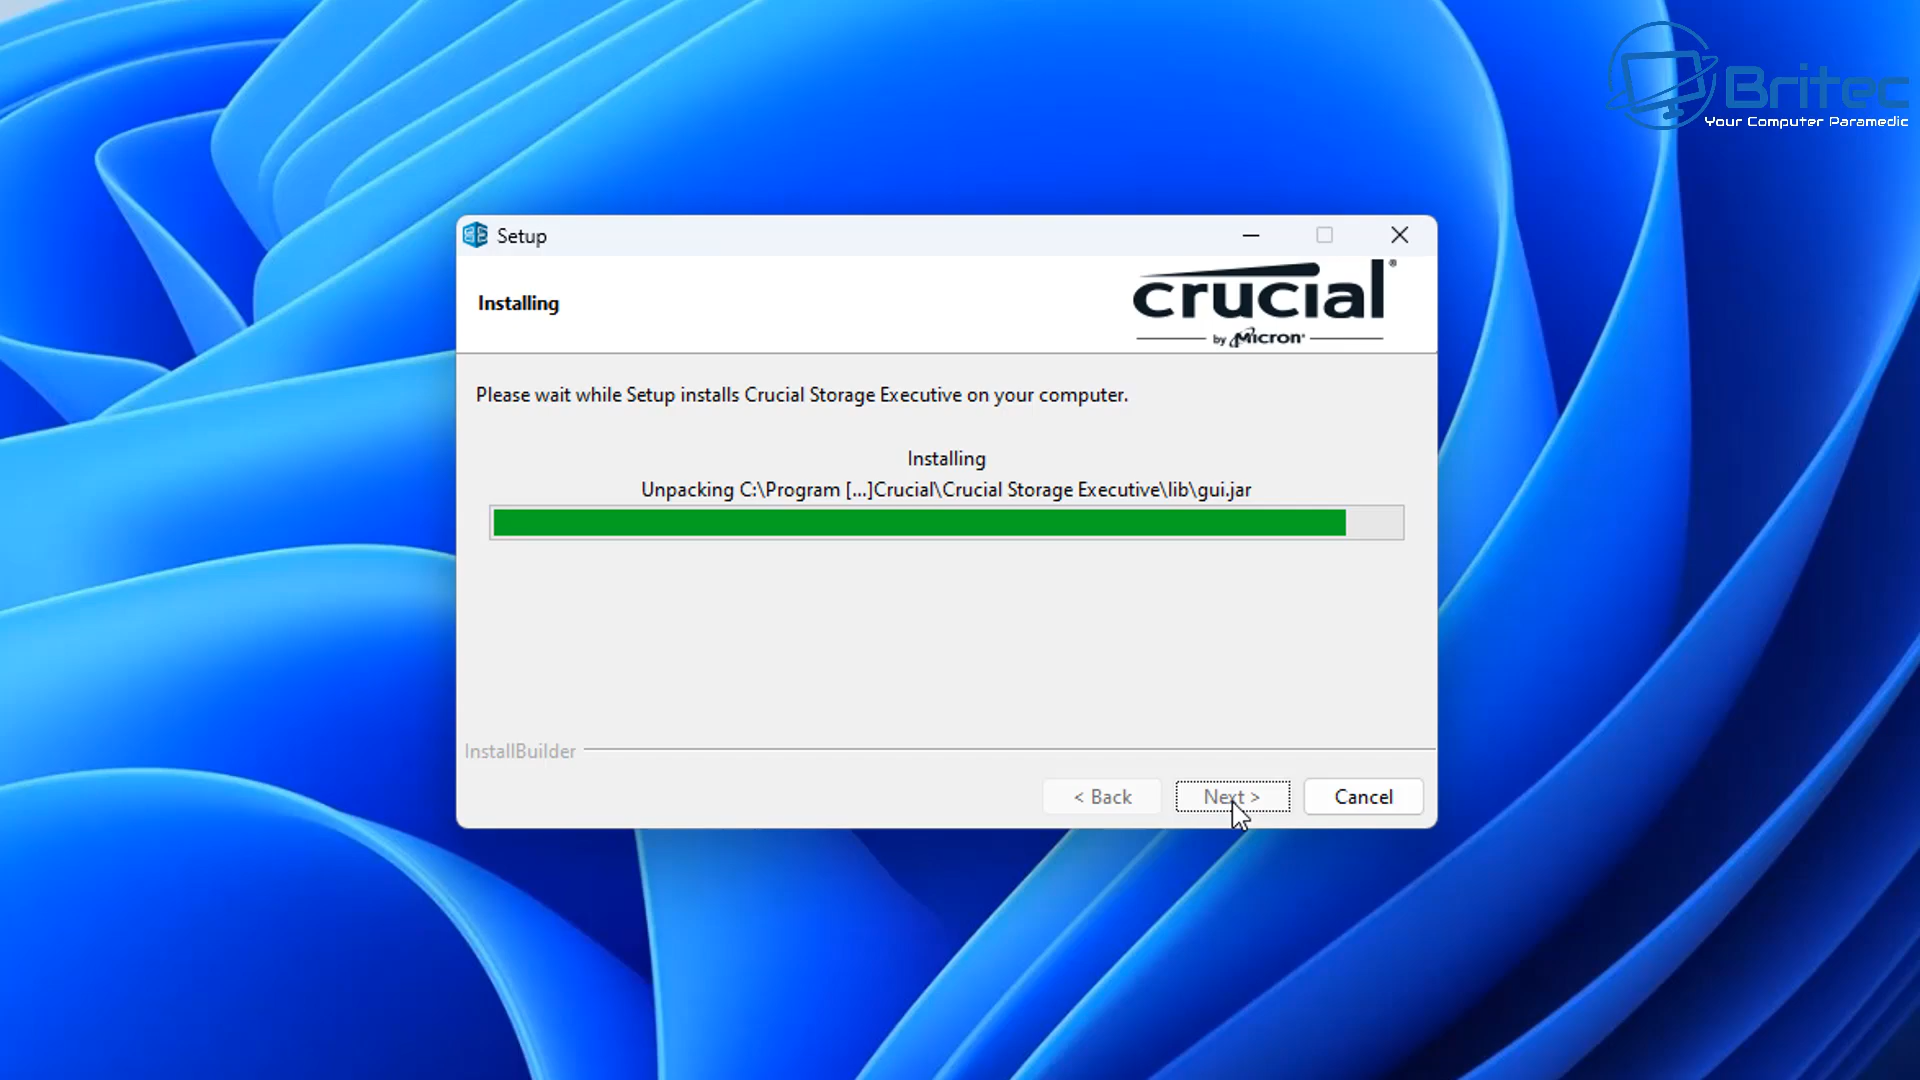 Britec
Your Computer Paramedic
Setup
Installing
crucial®
by Micron®
Please wait while Setup installs Crucial Storage Executive on your computer.
Installing
Unpacking C:\Program [...]Crucial\Crucial Storage Executive\lib\gui.jar
InstallBuilder
< Back
Next >
Cancel